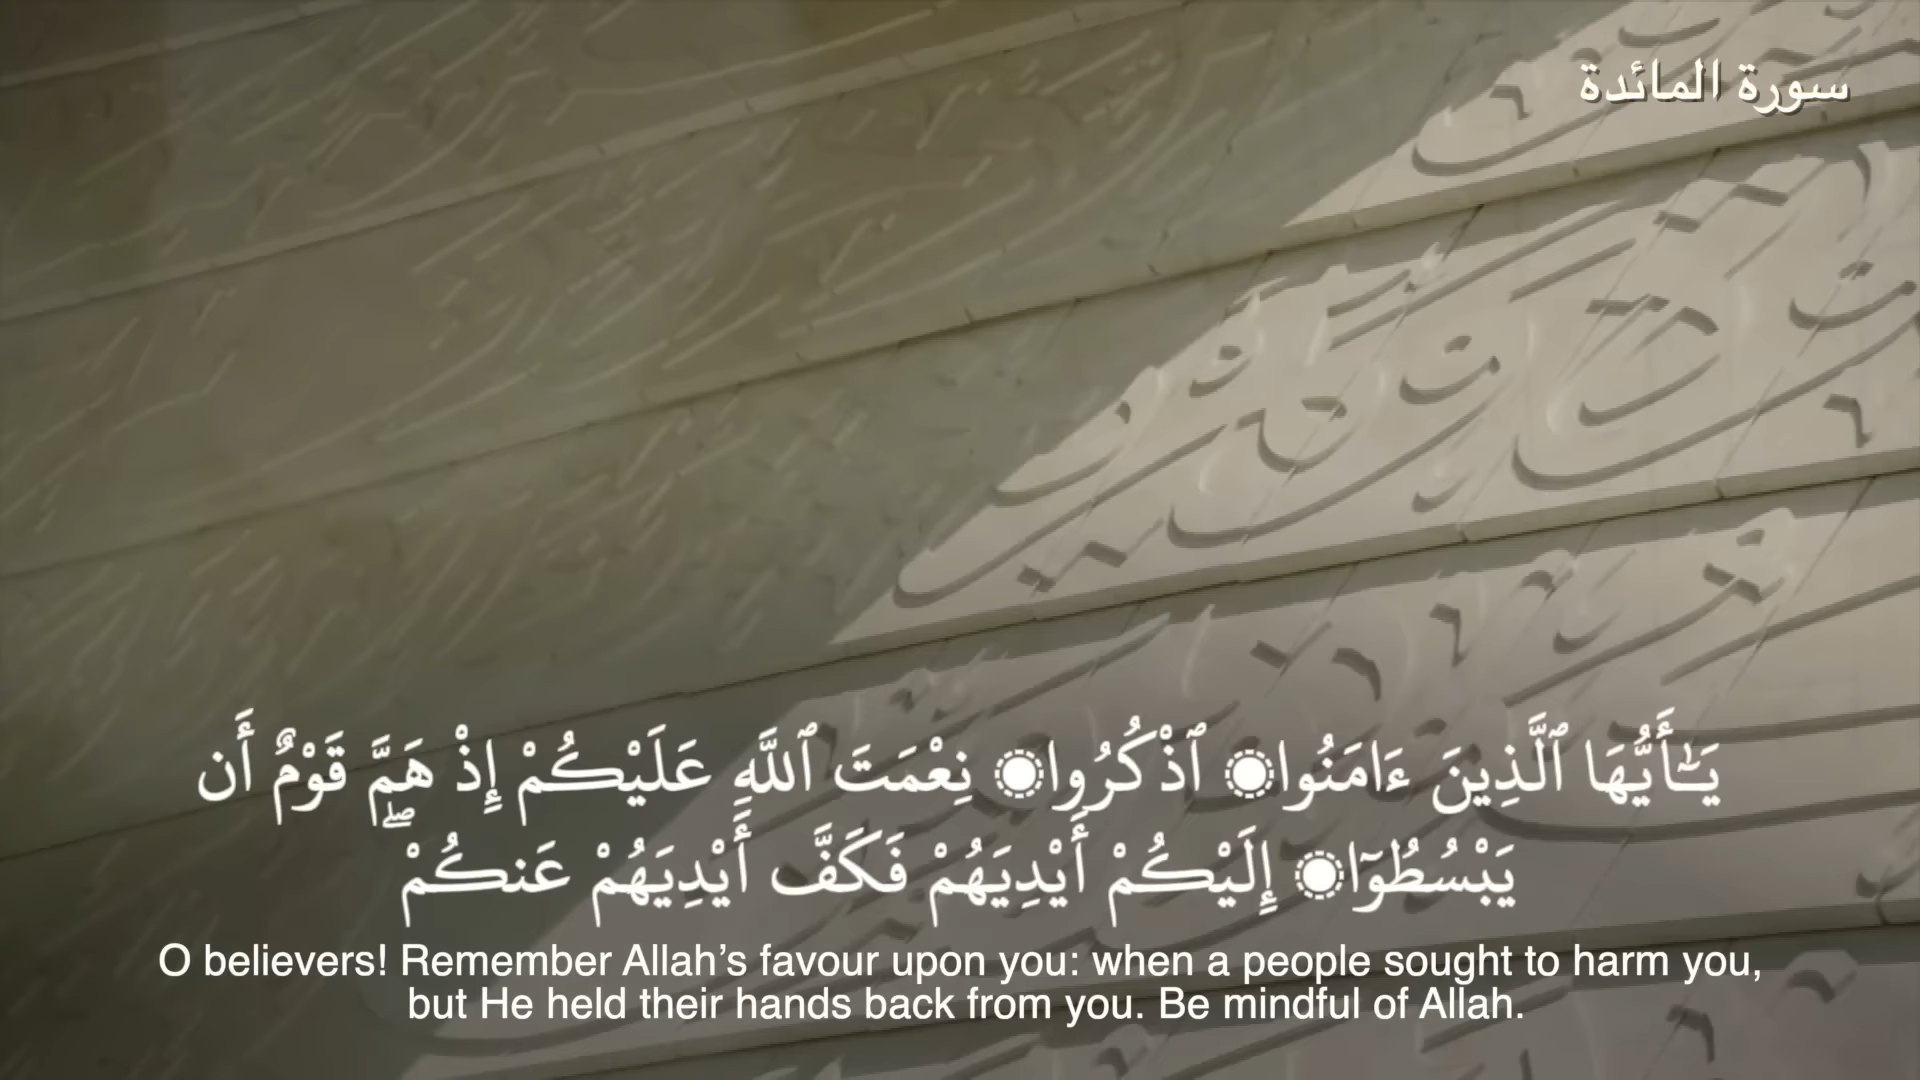 سورة المائدة
يَـٰٓأَيُّهَا ٱلَّذِينَ ءَامَنُوا۟ ٱذْكُرُوا۟ نِعْمَتَ ٱللَّهِ عَلَيْكُمْ إِذْ هَمَّ قَوْمٌ أَن
يَبْسُطُوٓا۟ إِلَيْكُمْ أَيْدِيَهُمْ فَكَفَّ أَيْدِيَهُمْ عَنكُمْ ۖ
O believers! Remember Allah’s favour upon you: when a people sought to harm you,
but He held their hands back from you. Be mindful of Allah.